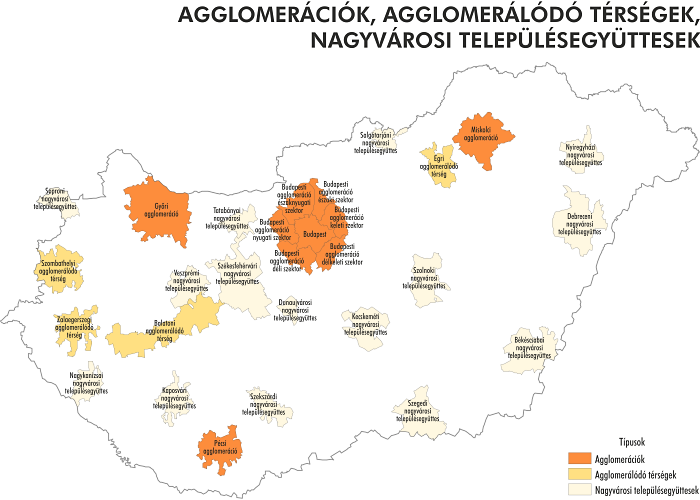 AGGLOMERÁCIÓK, AGGLOMERÁLÓDÓ TÉRSÉGEK,
NAGYVÁROSI TELEPÜLÉSEGYÜTTESEK
Salgótarjáni
nagyvárosi
településegyüttes
Miskolci
agglomeráció
Egri
agglomerálódó
térség
Nyíregyházi
nagyvárosi
településegyüttes
Soproni
nagyvárosi
településegyüttes
Győri
agglomeráció
Tatabányai
nagyvárosi
településegyüttes
Budapesti
agglomeráció
északnyugati
szektor
Budapesti
agglomeráció
északi szektor
Budapesti
agglomeráció
keleti szektor
Budapesti
agglomeráció
nyugati szektor
Budapest
Budapesti
agglomeráció
délkeleti szektor
Budapesti
agglomeráció
déli szektor
Debreceni
nagyvárosi
településegyüttes
Szombathelyi
agglomerálódó
térség
Veszprémi
nagyvárosi
településegyüttes
Székesfehérvári
nagyvárosi
településegyüttes
Szolnoki
nagyvárosi
településegyüttes
Dunaújvárosi
nagyvárosi
településegyüttes
Zalaegerszegi
agglomerálódó
térség
Balatoni
agglomerálódó
térség
Kecskeméti
nagyvárosi
településegyüttes
Békéscsabai
nagyvárosi
településegyüttes
Nagykanizsai
nagyvárosi
településegyüttes
Kaposvári
nagyvárosi
településegyüttes
Szekszárdi
nagyvárosi
településegyüttes
Szegedi
nagyvárosi
településegyüttes
Pécsi
agglomeráció
Típusok
Agglomerációk
Agglomerálódó térségek
Nagyvárosi településegyüttesek